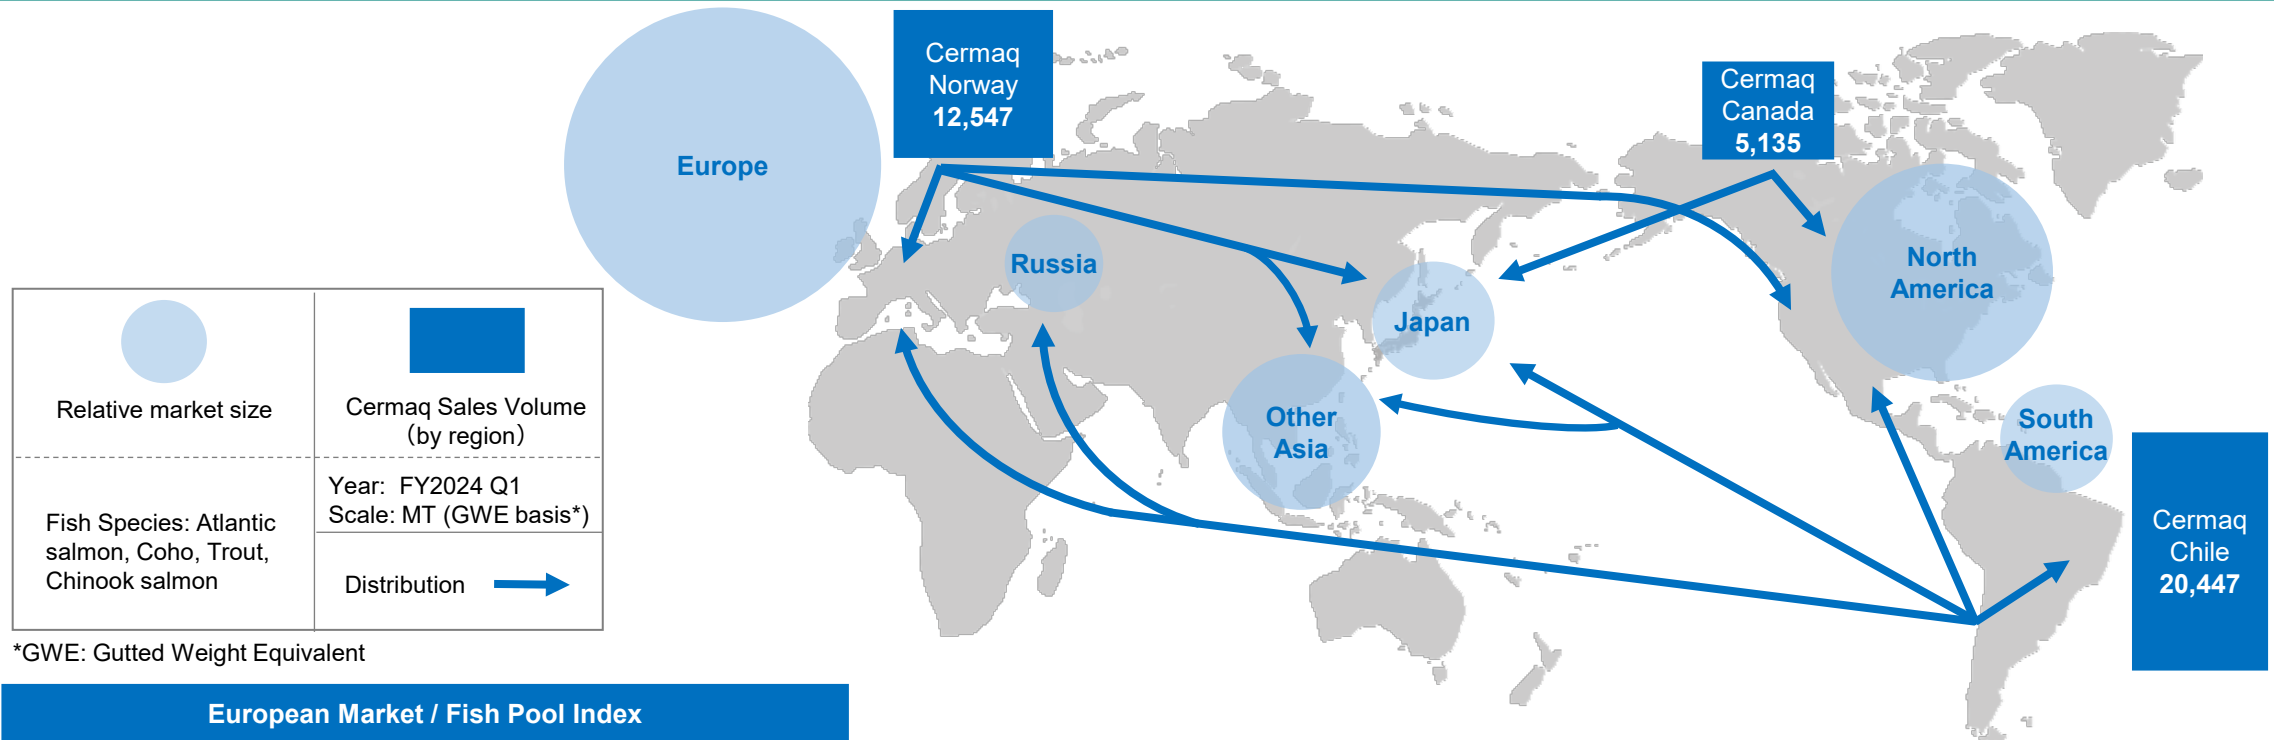 Cermaq
Norway
12,547
Cermaq
Canada
5,135
Europe
Russia
North
America
Japan
Other
Asia
South
America
Cermaq
Chile
20,447
Relative market size
Cermaq Sales Volume
（by region）
Fish Species: Atlantic
salmon, Coho, Trout,
Chinook salmon
Year:  FY2024 Q1
Scale: MT (GWE basis*)
Distribution
*GWE: Gutted Weight Equivalent
European Market / Fish Pool Index